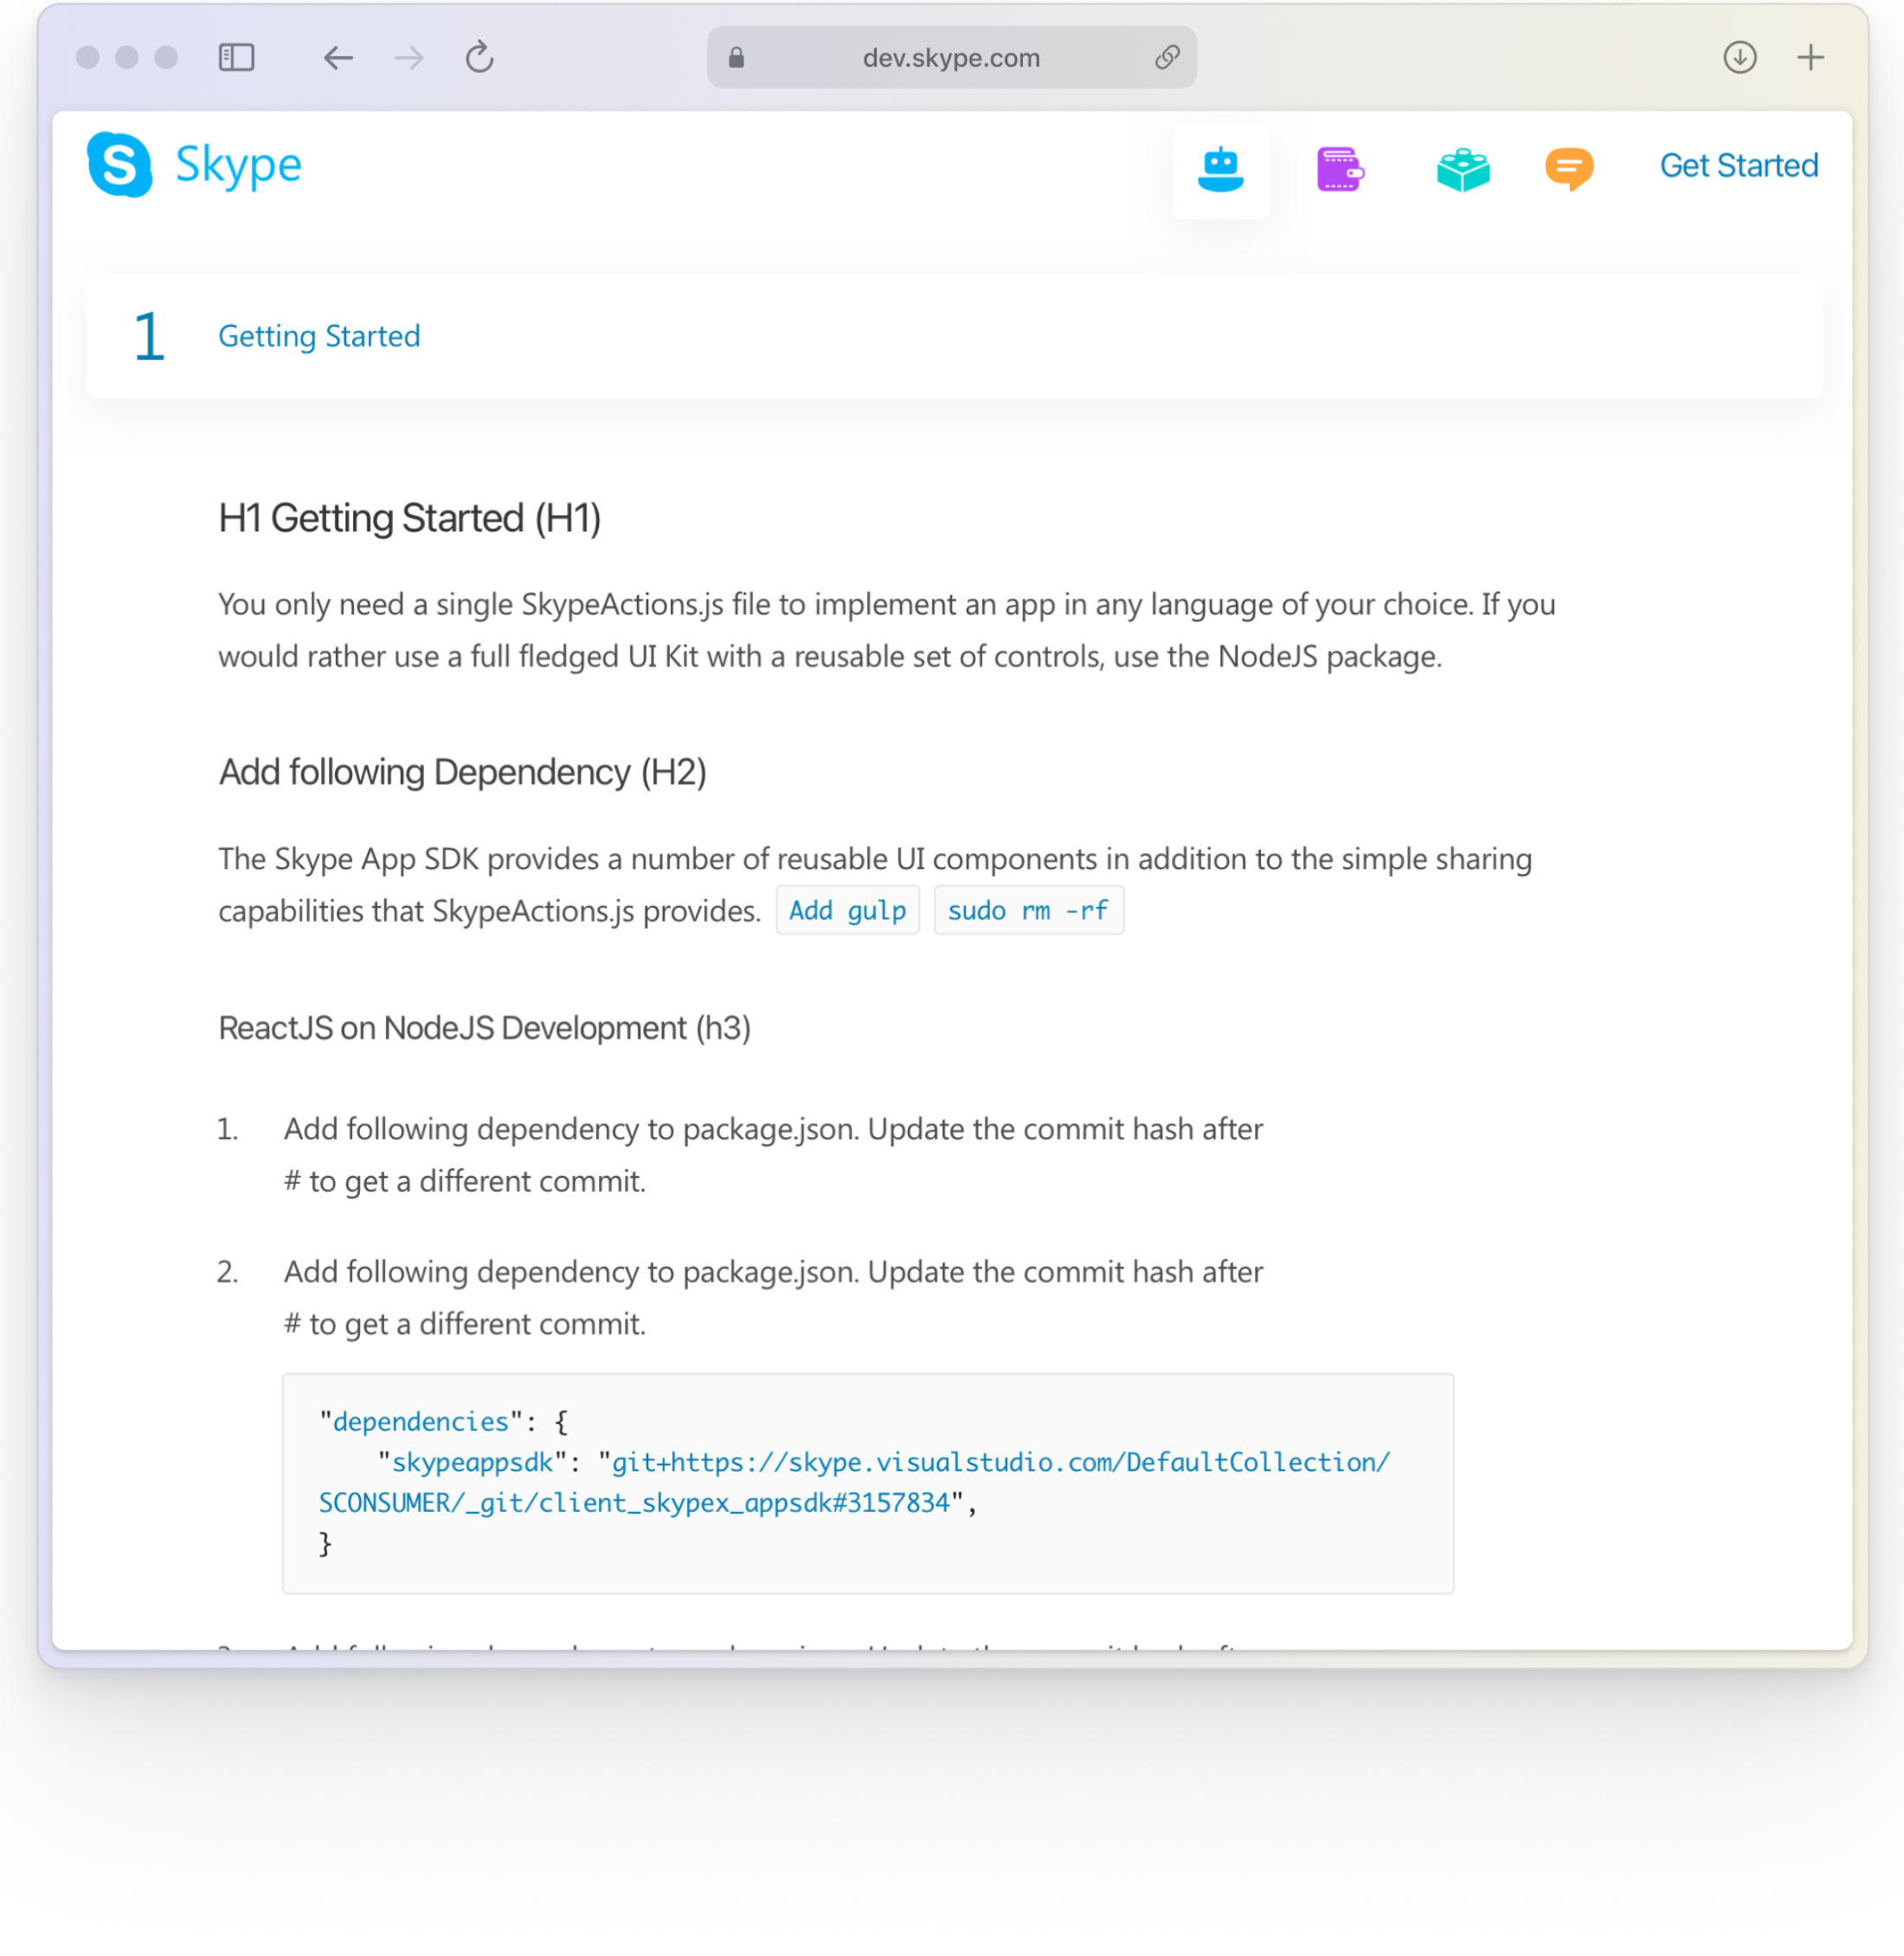 dev.skype.com
Skype
Get Started
1
Getting Started
H1 Getting Started (H1)
You only need a single SkypeActions.js file to implement an app in any language of your choice. If you
would rather use a full fledged UI Kit with a reusable set of controls, use the NodeJS package.
Add following Dependency (H2)
The Skype App SDK provides a number of reusable UI components in addition to the simple sharing
capabilities that SkypeActions.js provides. Add gulp sudo rm -rf
ReactJS on NodeJS Development (h3)
1. Add following dependency to package.json. Update the commit hash after
# to get a different commit.
2. Add following dependency to package.json. Update the commit hash after
# to get a different commit.
"dependencies": {
"skypeappsdk": "git+https://skype.visualstudio.com/DefaultCollection/
SCONSUMER/_git/client_skypex_appsdk#3157834",
}